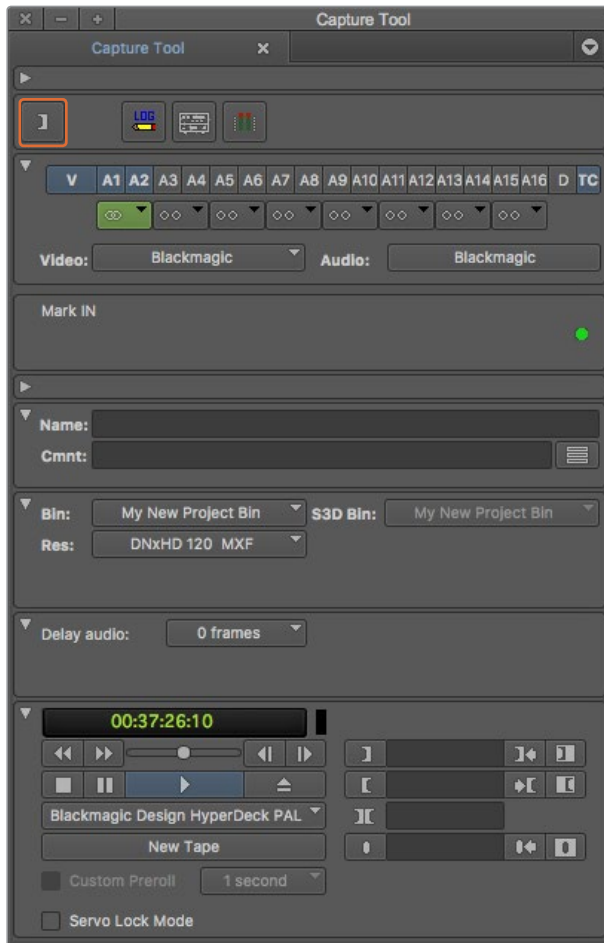 Capture Tool
Capture Tool
LOG
V A1 A2 A3 A4 A5 A6 A7 A8 A9 A10 A11 A12 A13 A14 A15 A16 D TC
Video: Blackmagic Audio: Blackmagic
Mark IN
Name:
Cmnt:
Bin: My New Project Bin S3D Bin: My New Project Bin
Res: DNxHD 120 MXF
Delay audio: 0 frames
00:37:26:10
Blackmagic Design HyperDeck PAL
New Tape
Custom Preroll 1 second
Servo Lock Mode